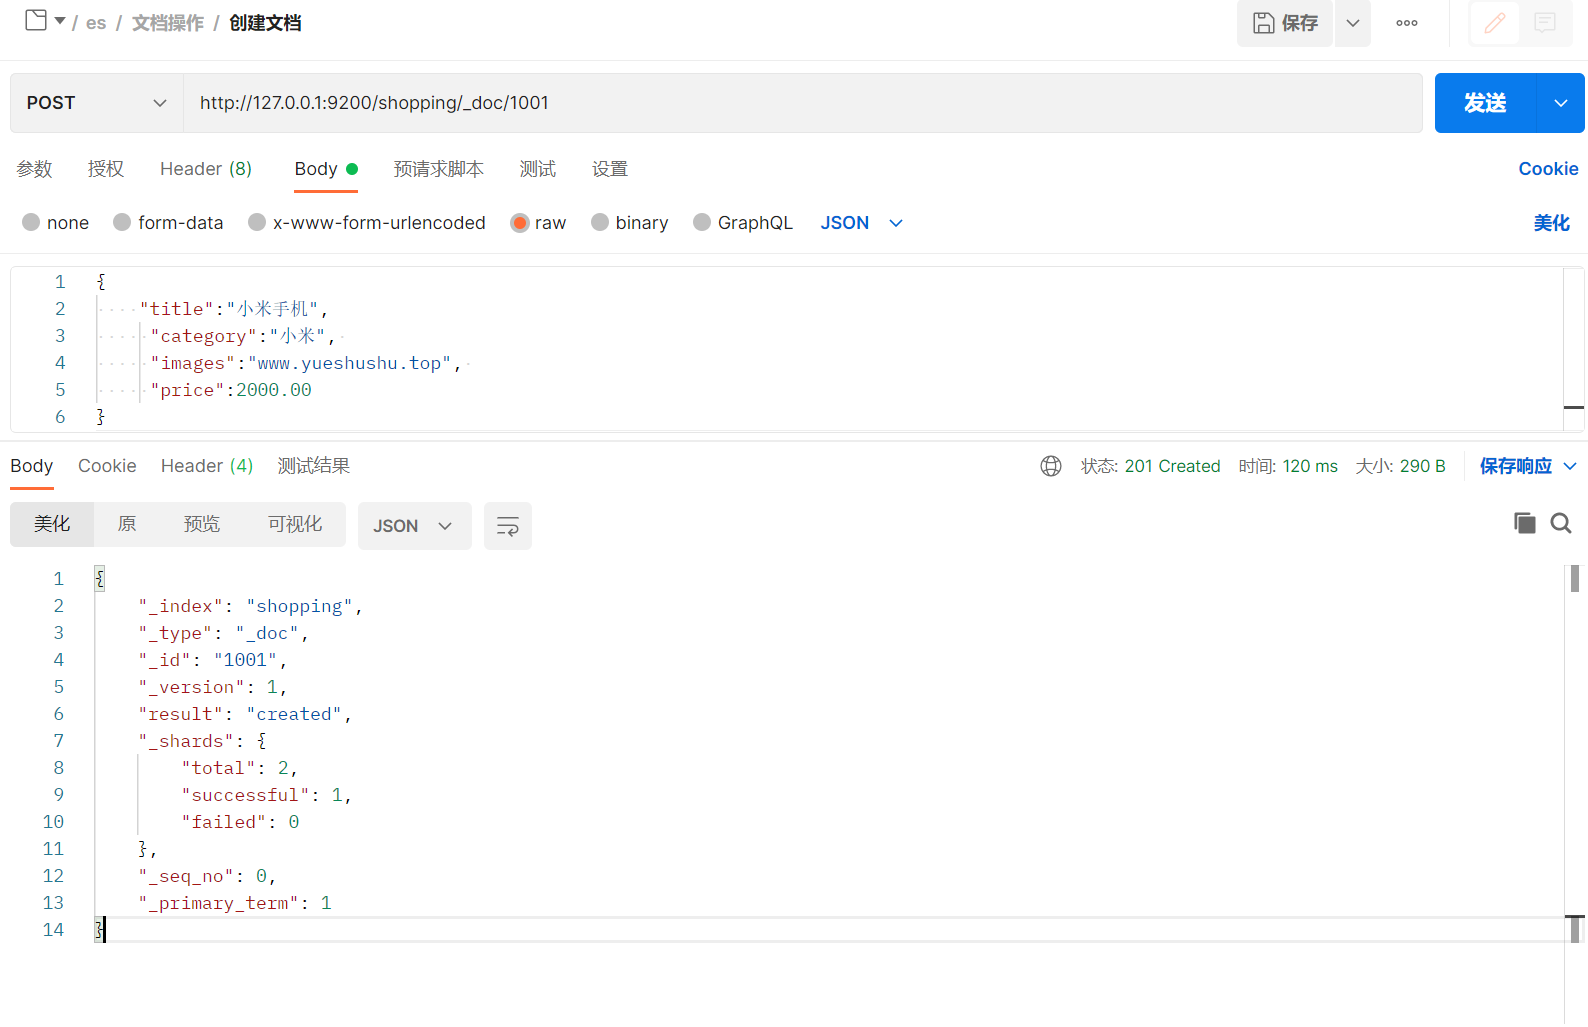 / es / 文档操作 / 创建文档
保存
POST http://127.0.0.1:9200/shopping/_doc/1001 发送
参数 授权 Header (8) Body 预请求脚本 测试 设置 Cookie
none form-data x-www-form-urlencoded raw binary GraphQL JSON 美化
1 {
2 "title":"小米手机",
3 "category":"小米",
4 "images":"www.yueshushu.top",
5 "price":2000.00
6 }
Body Cookie Header (4) 测试结果 状态: 201 Created 时间: 120 ms 大小: 290 B 保存响应
美化 原 预览 可视化 JSON
1 {
2 "_index": "shopping",
3 "_type": "_doc",
4 "_id": "1001",
5 "_version": 1,
6 "result": "created",
7 "_shards": {
8 "total": 2,
9 "successful": 1,
10 "failed": 0
11 },
12 "_seq_no": 0,
13 "_primary_term": 1
14 }